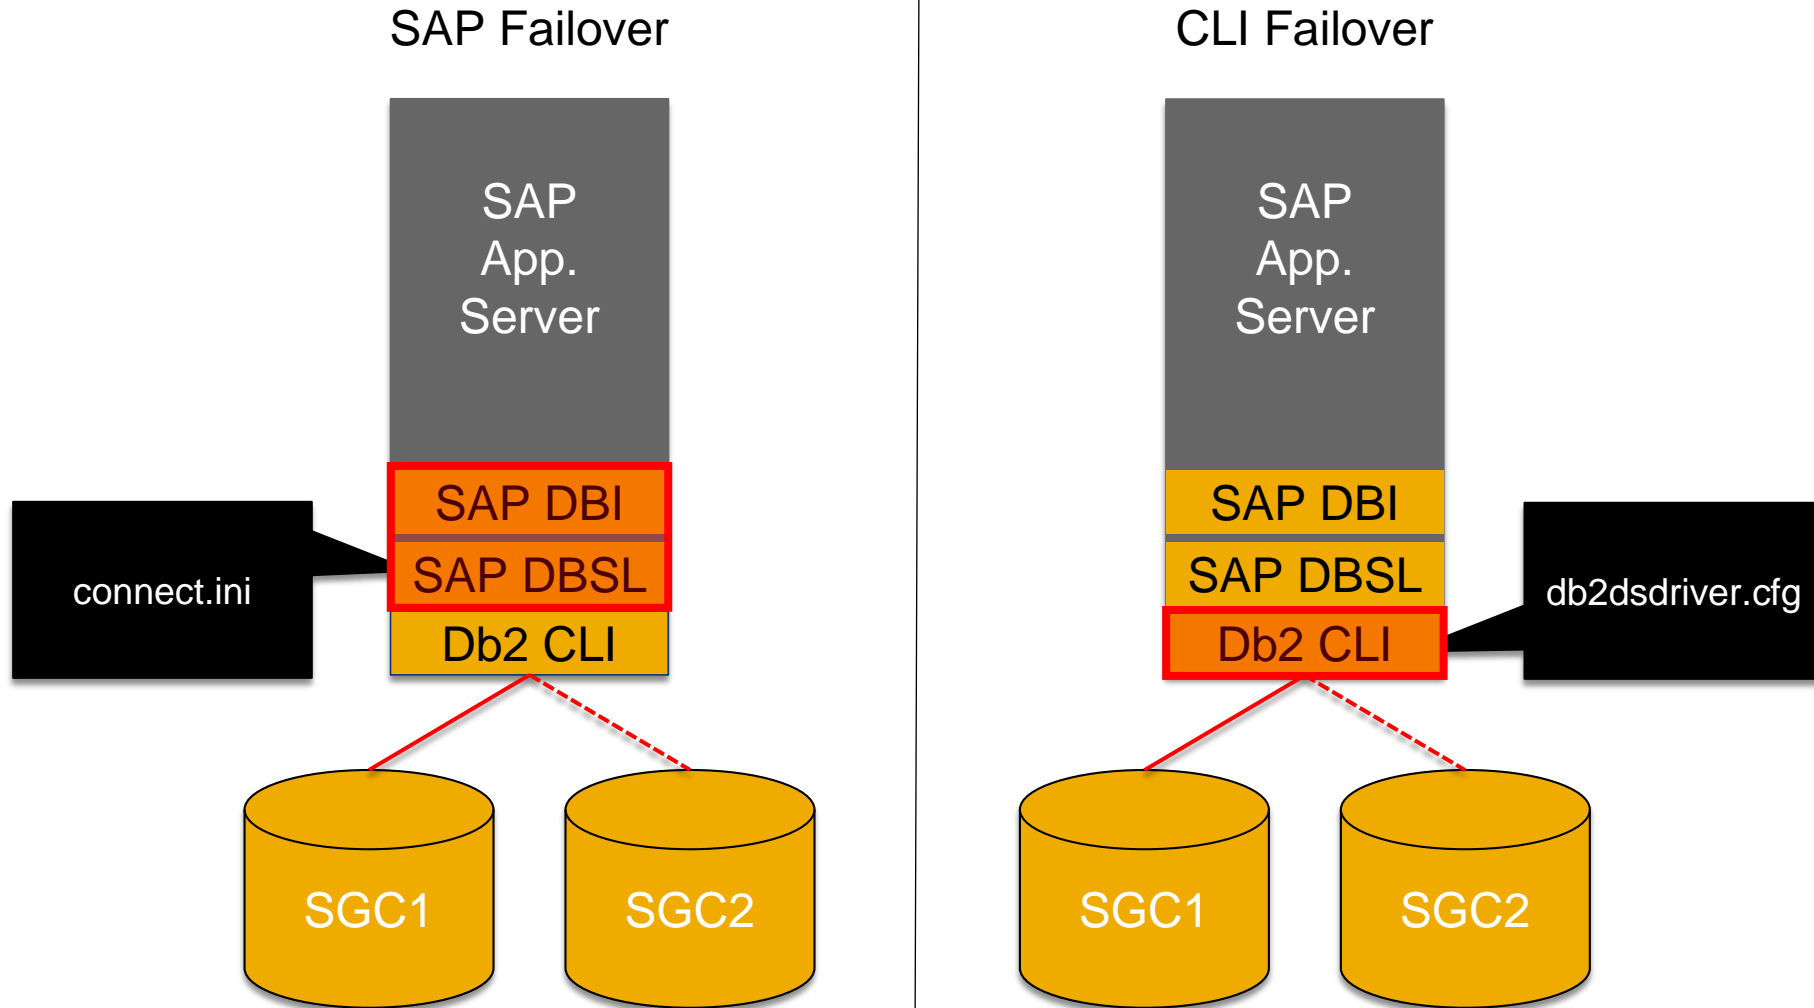 SAP Failover
SAP
App.
Server
SAP DBI
SAP DBSL
Db2 CLI
connect.ini
SGC1
SGC2
CLI Failover
SAP
App.
Server
SAP DBI
SAP DBSL
Db2 CLI
db2dsdriver.cfg
SGC1
SGC2